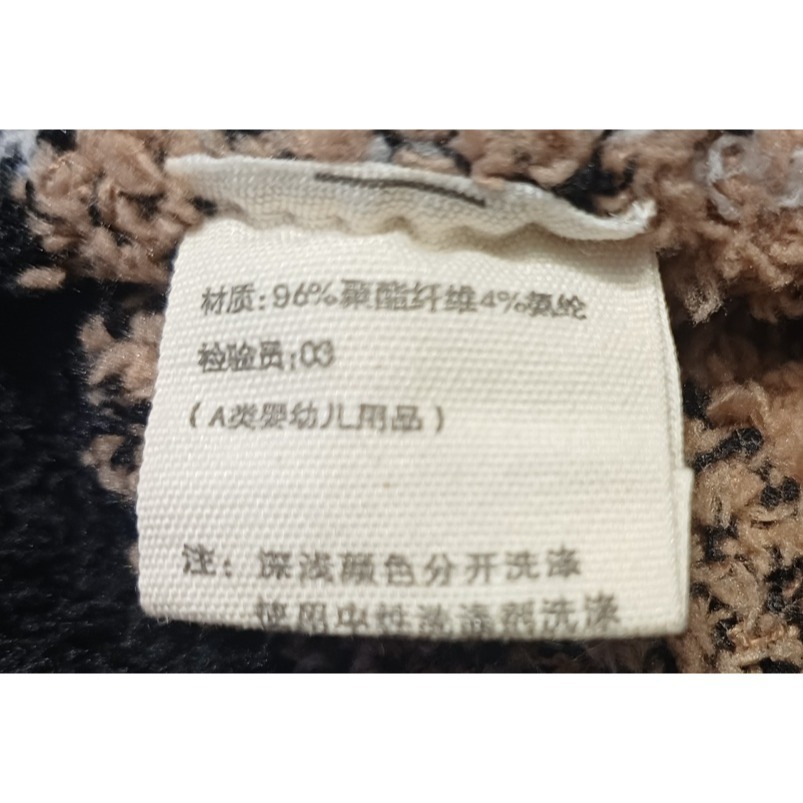 材质:96%聚酯纤维4%氨纶
检验员:03
(A类婴幼儿用品)
注: 深浅颜色分开洗涤
使用中性洗涤剂洗涤